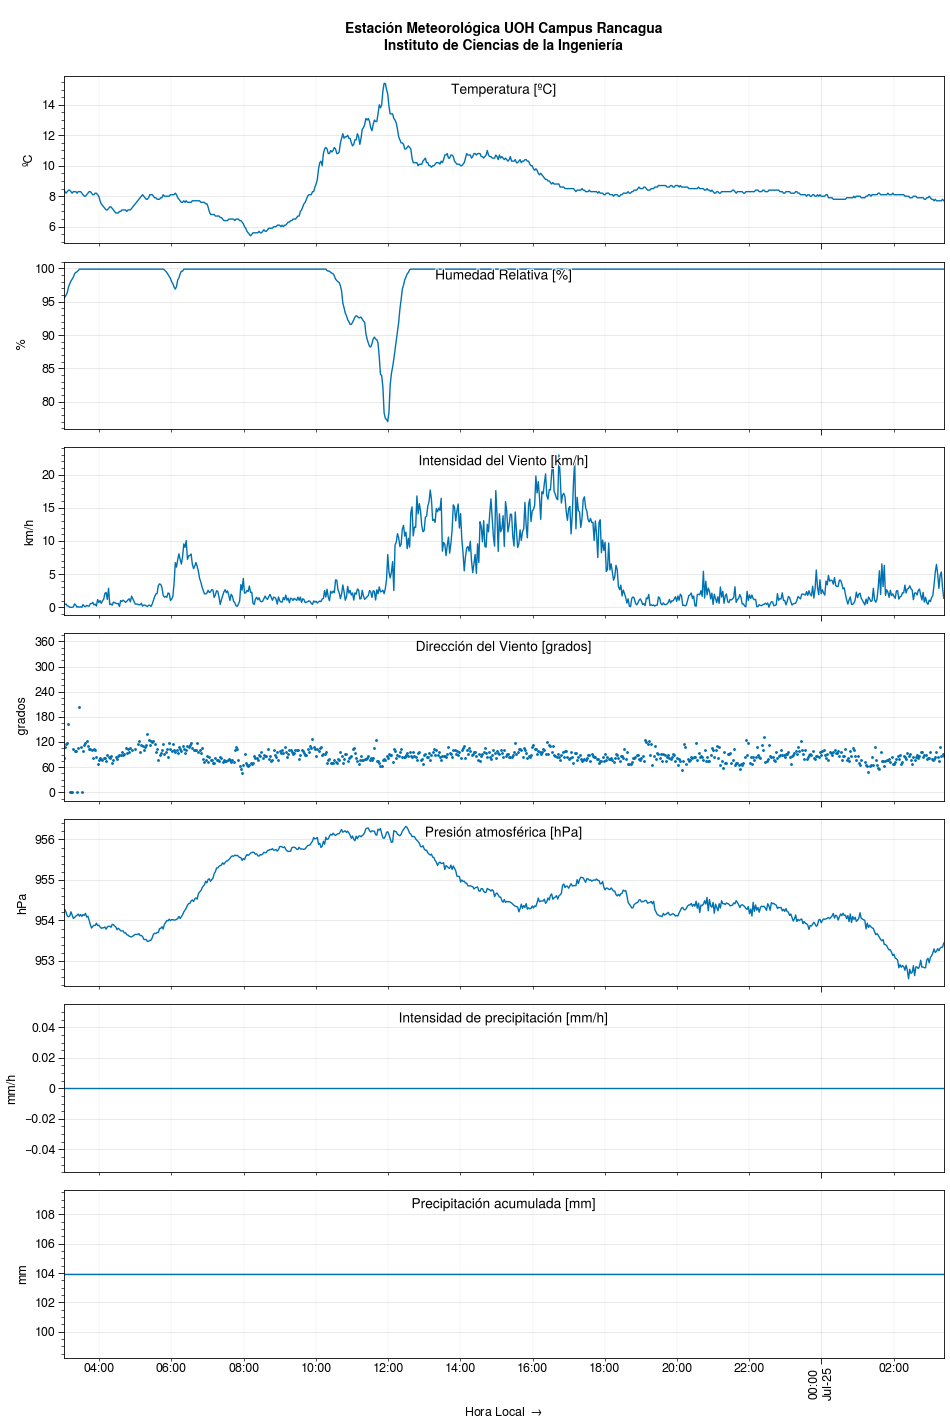 Estación Meteorológica UOH Campus Rancagua
Instituto de Ciencias de la Ingeniería
Temperatura [ºC]
ºC
14
12
10
8
6
Humedad Relativa [%]
%
100
95
90
85
80
Intensidad del Viento [km/h]
km/h
20
15
10
5
0
Dirección del Viento [grados]
grados
360
300
240
180
120
60
0
Presión atmosférica [hPa]
hPa
956
955
954
953
Intensidad de precipitación [mm/h]
mm/h
0.04
0.02
0
−0.02
−0.04
Precipitación acumulada [mm]
mm
108
106
104
102
100
04:00 06:00 08:00 10:00 12:00 14:00 16:00 18:00 20:00 22:00 00:00 02:00
Jul-25
Hora Local →